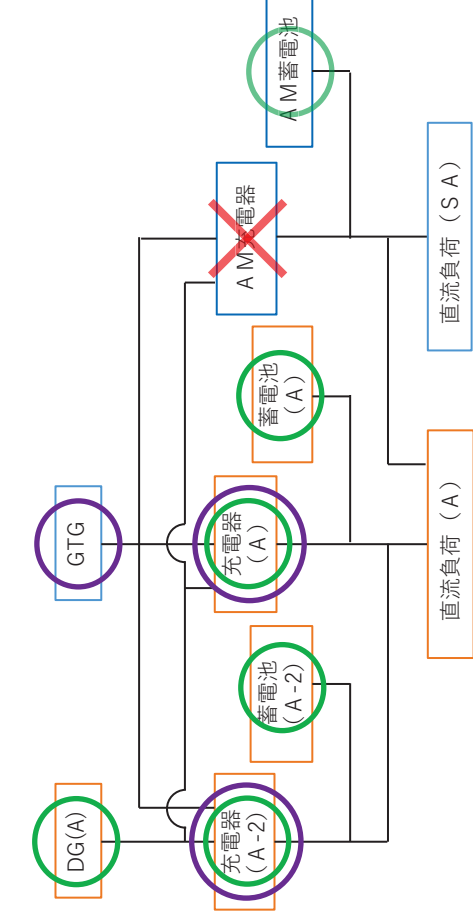 DG(A)
GTG
充電器
(A-2)
蓄電池
(A-2)
充電器
(A)
蓄電池
(A)
AM充電器
AM蓄電池
直流負荷（A）
直流負荷（SA）